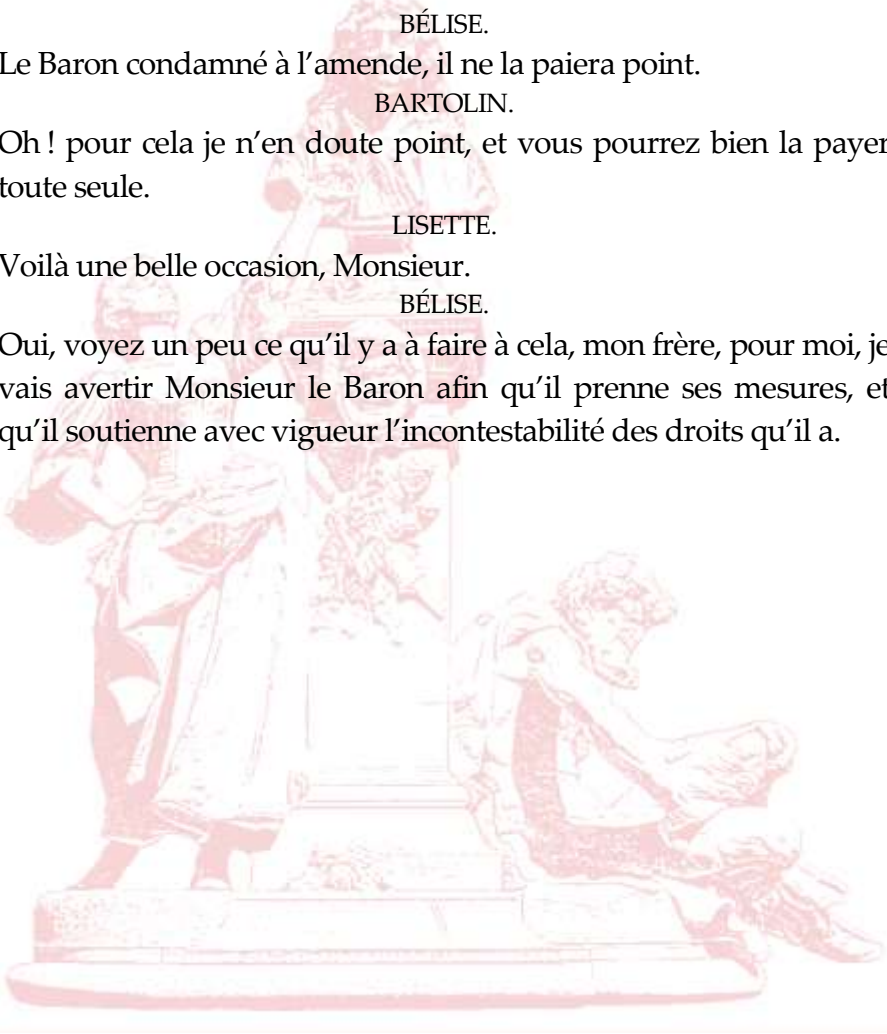 BÉLISE.
Le Baron condamné à l’amende, il ne la paiera point.
BARTOLIN.
Oh ! pour cela je n’en doute point, et vous pourrez bien la payer
toute seule.
LISETTE.
Voilà une belle occasion, Monsieur.
BÉLISE.
Oui, voyez un peu ce qu’il y a à faire à cela, mon frère, pour moi, je
vais avertir Monsieur le Baron afin qu’il prenne ses mesures, et
qu’il soutienne avec vigueur l’incontestabilité des droits qu’il a.